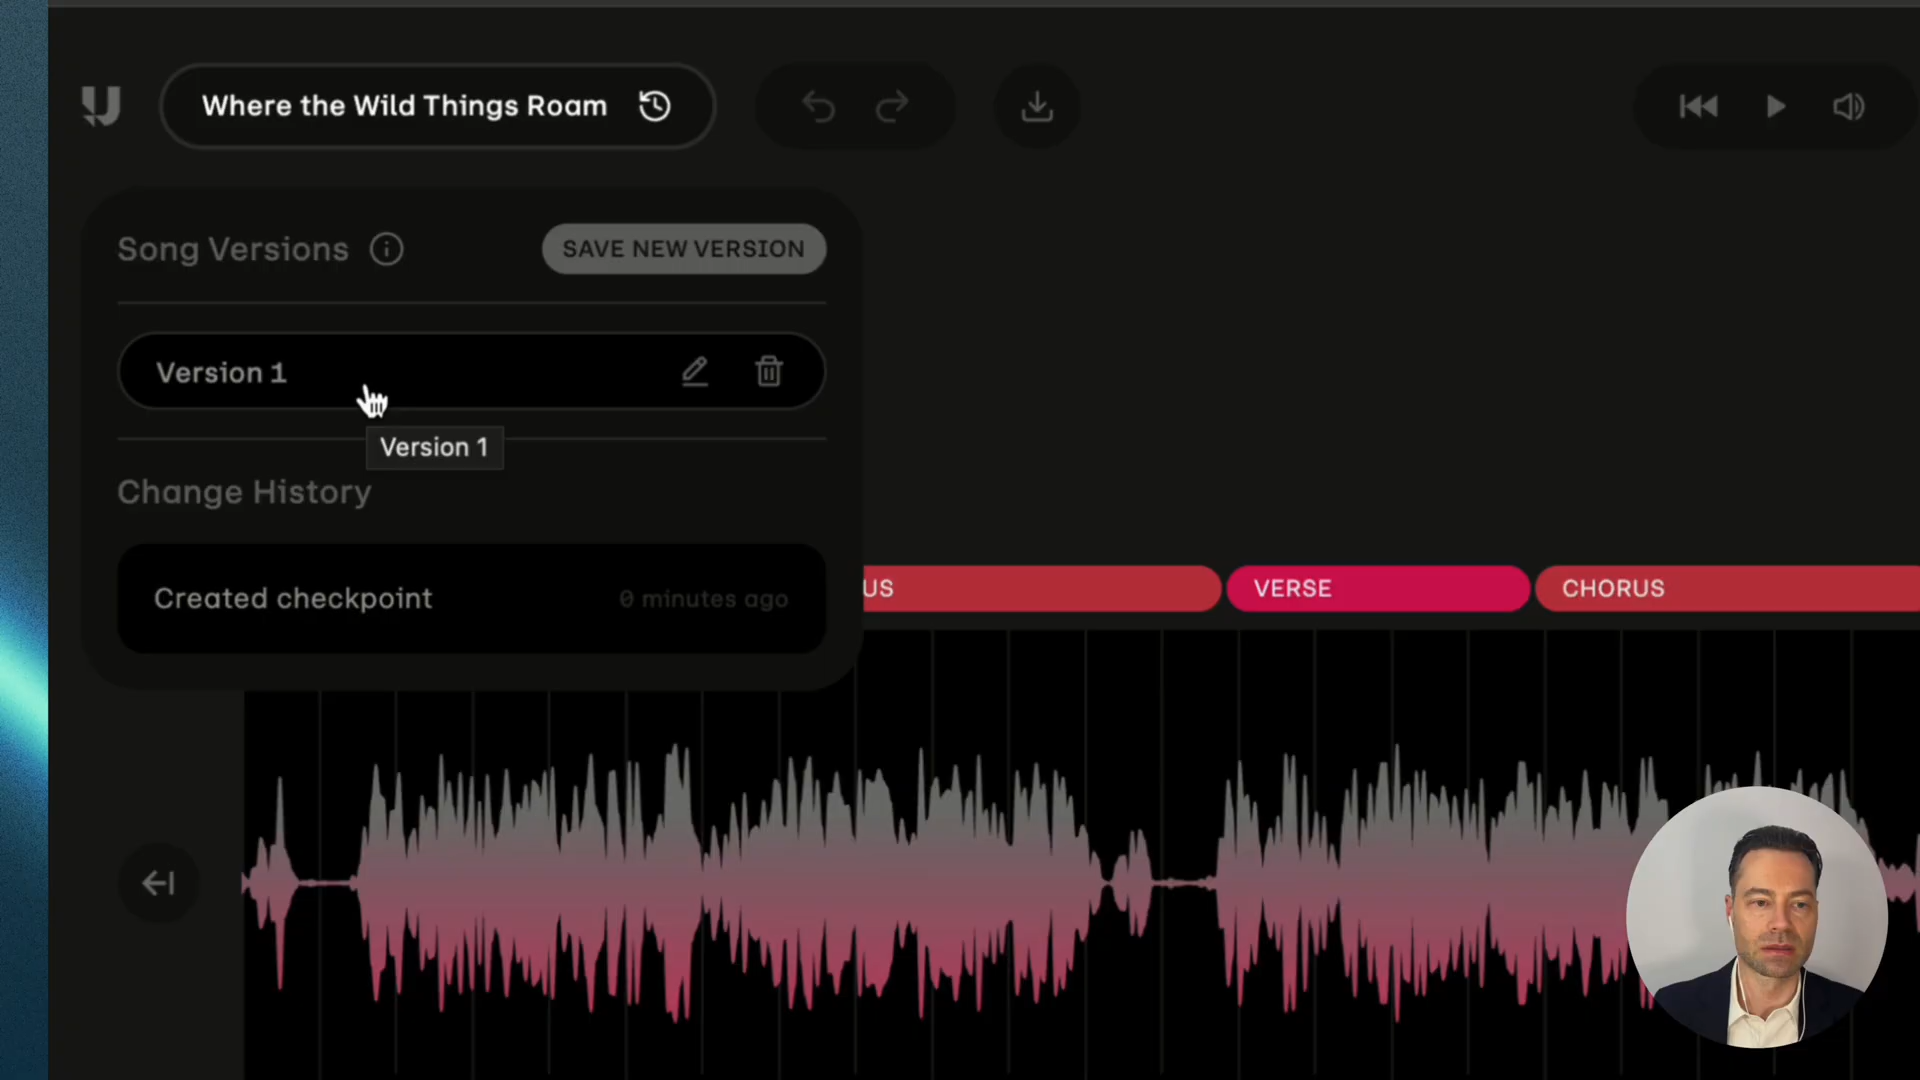 Where the Wild Things Roam
Song Versions
SAVE NEW VERSION
Version 1
Version 1
Change History
Created checkpoint
0 minutes ago
US
VERSE
CHORUS